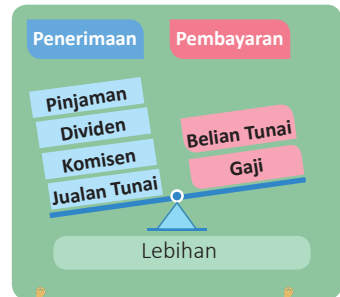 Penerimaan
Pembayaran
Pinjaman
Dividen
Komisen
Jualan Tunai
Belian Tunai
Gaji
Lebihan